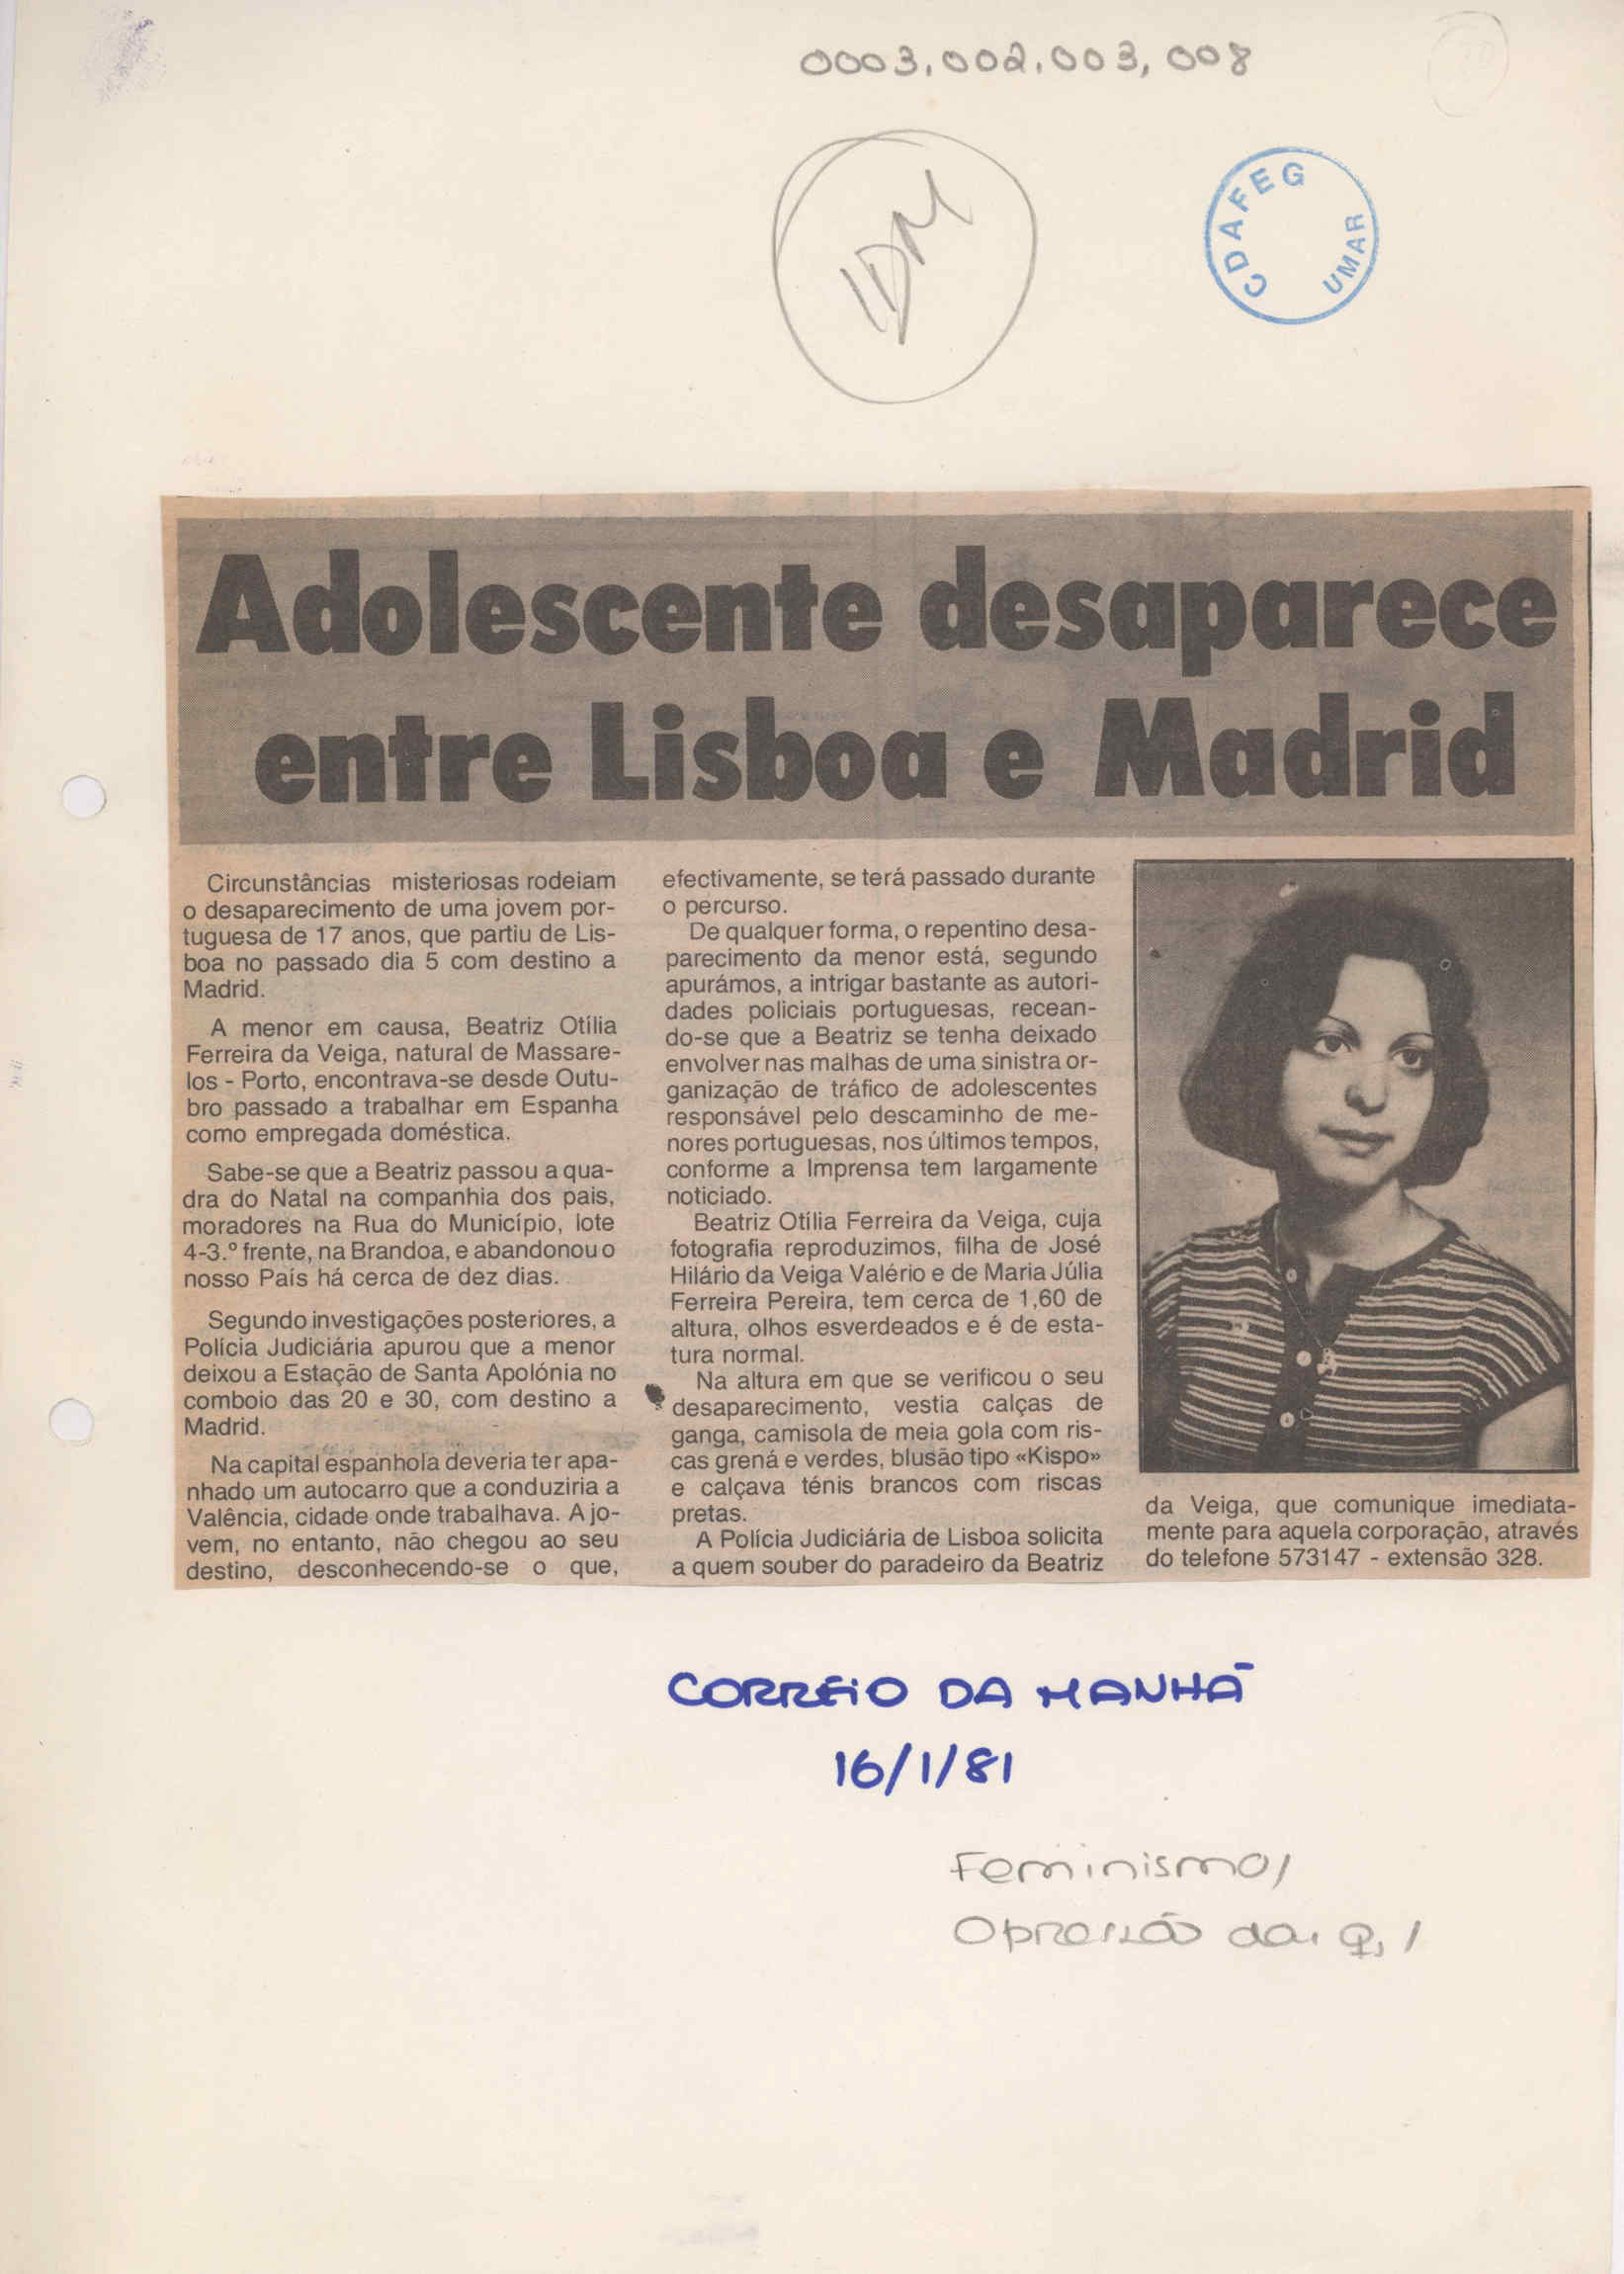 0003.002.003,008
IDM
CDAFEG
UMAR
Adolescente desaparece
entre Lisboa e Madrid
Circunstâncias misteriosas rodeiam
o desaparecimento de uma jovem por-
tuguesa de 17 anos, que partiu de Lis-
boa no passado dia 5 com destino a
Madrid.
A menor em causa, Beatriz Otília
Ferreira da Veiga, natural de Massare-
los - Porto, encontrava-se desde Outu-
bro passado a trabalhar em Espanha
como empregada doméstica.
Sabe-se que a Beatriz passou a qua-
dra do Natal na companhia dos pais,
moradores na Rua do Município, lote
4-3.º frente, na Brandoa, e abandonou o
nosso País há cerca de dez dias.
Segundo investigações posteriores, a
Polícia Judiciária apurou que a menor
deixou a Estação de Santa Apolónia no
comboio das 20 e 30, com destino a
Madrid.
Na capital espanhola deveria ter apa-
nhado um autocarro que a conduziria a
Valência, cidade onde trabalhava. A jo-
vem, no entanto, não chegou ao seu
destino, desconhecendo-se o que,
efectivamente, se terá passado durante
o percurso.
De qualquer forma, o repentino desa-
parecimento da menor está, segundo
apurámos, a intrigar bastante as autori-
dades policiais portuguesas, recean-
do-se que a Beatriz se tenha deixado
envolver nas malhas de uma sinistra or-
ganização de tráfico de adolescentes
responsável pelo descaminho de me-
nores portuguesas, nos últimos tempos,
conforme a Imprensa tem largamente
noticiado.
Beatriz Otília Ferreira da Veiga, cuja
fotografia reproduzimos, filha de José
Hilário da Veiga Valério e de Maria Júlia
Ferreira Pereira, tem cerca de 1,60 de
altura, olhos esverdeados e é de esta-
tura normal.
Na altura em que se verificou o seu
desaparecimento, vestia calças de
ganga, camisola de meia gola com ris-
cas grená e verdes, blusão tipo «Kispo»
e calçava ténis brancos com riscas
pretas.
A Polícia Judiciária de Lisboa solicita
a quem souber do paradeiro da Beatriz
da Veiga, que comunique imediata-
mente para aquela corporação, através
do telefone 573147 - extensão 328.
CORREIO DA MANHÃ
16/1/81
Feminismo/
Opressão da. ♀, /